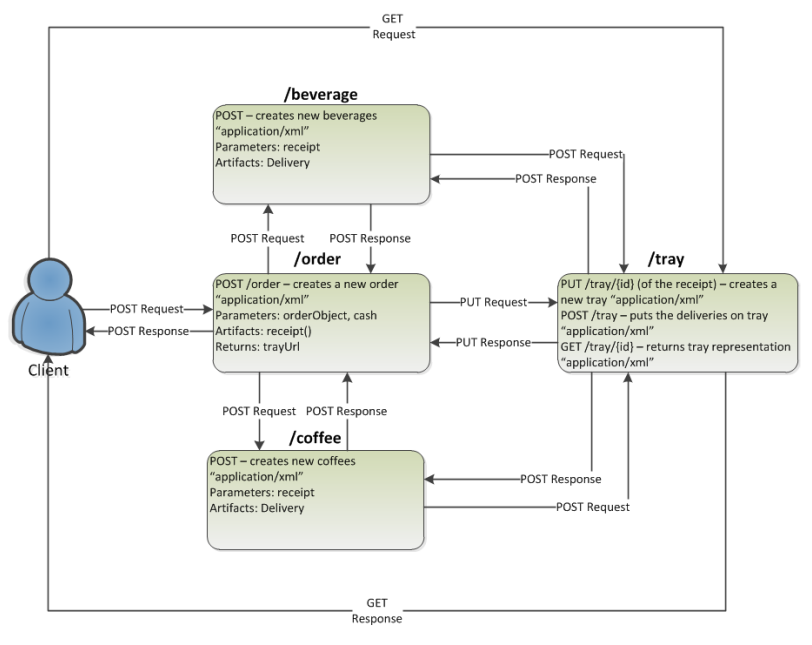 GET
Request
/beverage
POST – creates new beverages
“application/xml”
Parameters: receipt
Artifacts: Delivery
POST Request
POST Response
POST Request
POST Response
/order
POST /order – creates a new order
“application/xml”
Parameters: orderObject, cash
Artifacts: receipt()
Returns: trayUrl
/tray
PUT /tray/{id} (of the receipt) – creates a
new tray “application/xml”
POST /tray – puts the deliveries on tray
“application/xml”
GET /tray/{id} – returns tray representation
“application/xml”
POST Request
POST Response
PUT Request
PUT Response
Client
POST Request
POST Response
/coffee
POST – creates new coffees
“application/xml”
Parameters: receipt
Artifacts: Delivery
POST Response
POST Request
GET
Response